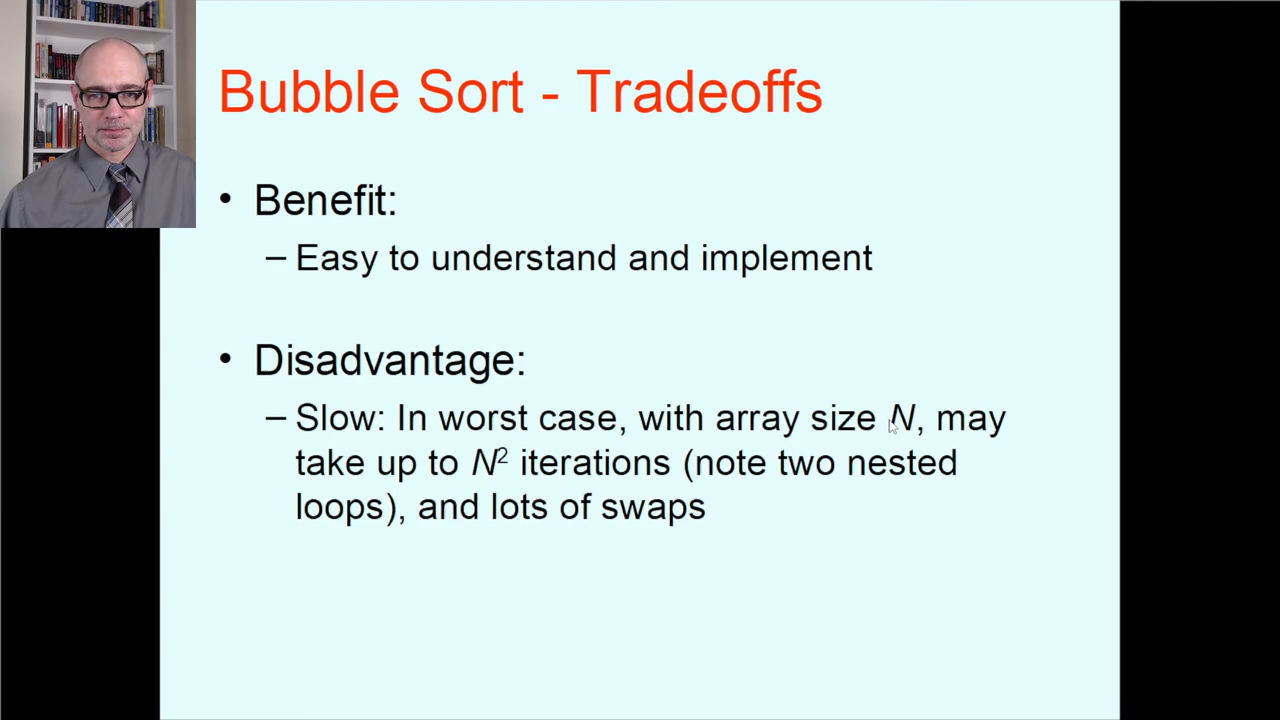 Bubble Sort - Tradeoffs
• Benefit:
– Easy to understand and implement
• Disadvantage:
– Slow: In worst case, with array size N, may
take up to N² iterations (note two nested
loops), and lots of swaps